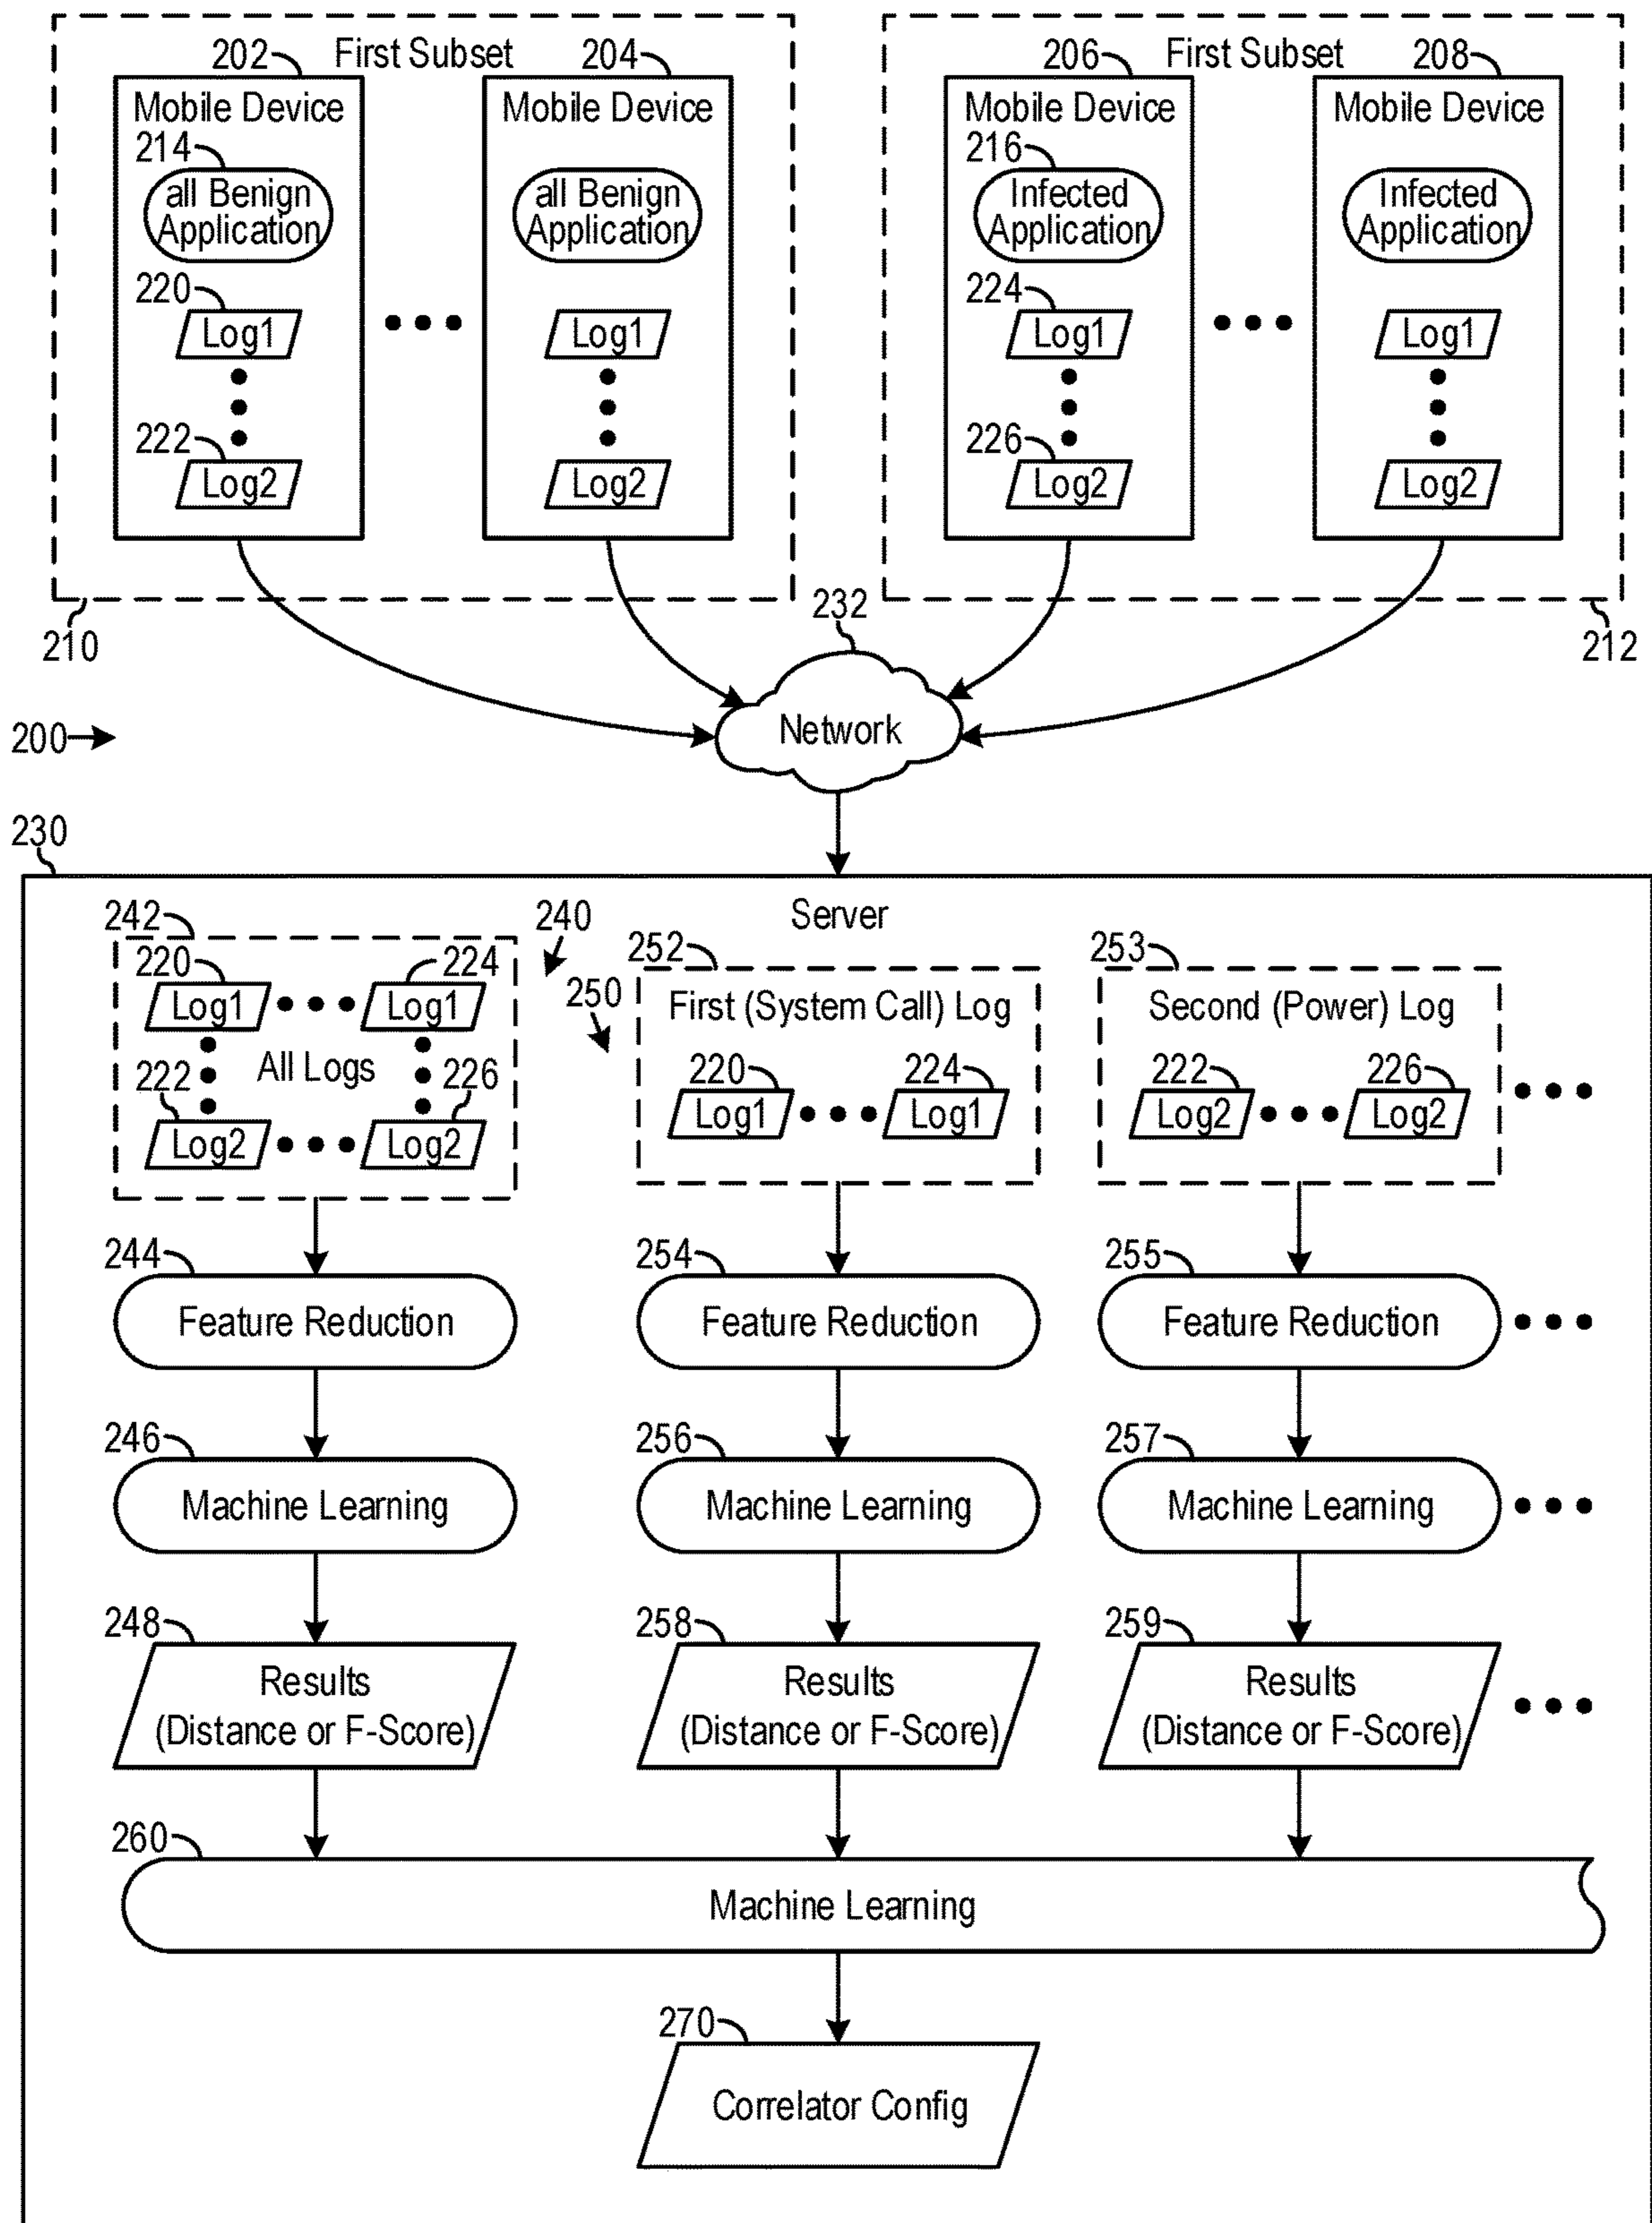 202 First Subset 204
206 First Subset 208
Mobile Device
Mobile Device
Mobile Device
Mobile Device
214
216
all Benign
Application
all Benign
Application
Infected
Application
Infected
Application
220
224
Log1
Log1
Log1
Log1
222
226
Log2
Log2
Log2
Log2
210
232
212
Network
200
230
Server
242
240
252
253
220
224
250
Log1
Log1
All Logs
222
226
Log2
Log2
First (System Call) Log
220
224
Log1
Log1
Second (Power) Log
222
226
Log2
Log2
244
254
255
Feature Reduction
Feature Reduction
Feature Reduction
246
256
257
Machine Learning
Machine Learning
Machine Learning
248
258
259
Results
(Distance or F-Score)
Results
(Distance or F-Score)
Results
(Distance or F-Score)
260
Machine Learning
270
Correlator Config